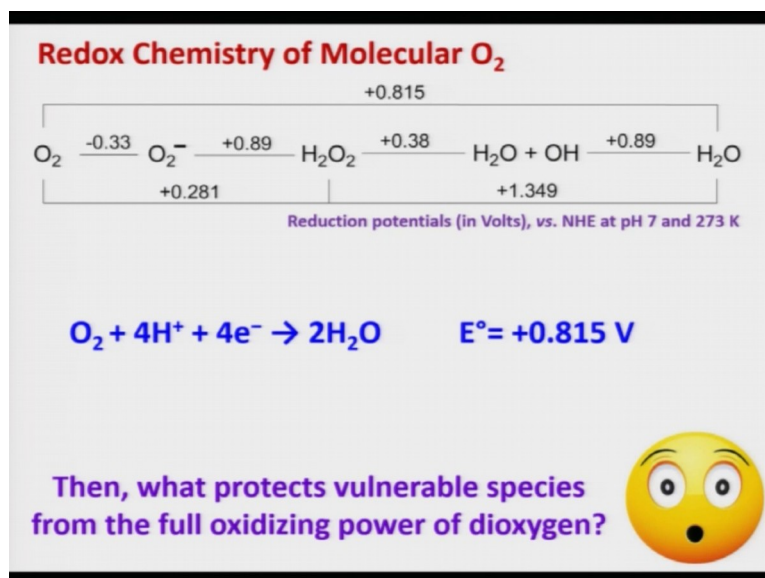 Redox Chemistry of Molecular O₂
+0.815
O₂ -0.33 O₂⁻ +0.89 H₂O₂ +0.38 H₂O + OH +0.89 H₂O
+0.281 +1.349
Reduction potentials (in Volts), vs. NHE at pH 7 and 273 K
O₂ + 4H⁺ + 4e⁻ → 2H₂O E°= +0.815 V
Then, what protects vulnerable species
from the full oxidizing power of dioxygen?